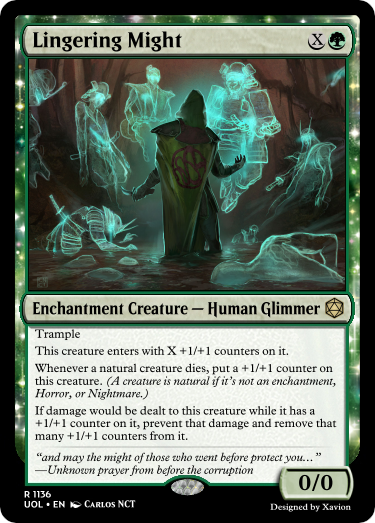 Lingering Might
X
Enchantment Creature — Human Glimmer
Trample
This creature enters with X +1/+1 counters on it.
Whenever a natural creature dies, put a +1/+1 counter on
this creature. (A creature is natural if it's not an enchantment,
Horror, or Nightmare.)
If damage would be dealt to this creature while it has a
+1/+1 counter on it, prevent that damage and remove that
many +1/+1 counters from it.
“and may the might of those who went before protect you…”
—Unknown prayer from before the corruption
0/0
R 1136
UOL • EN Carlos NCT
Designed by Xavion